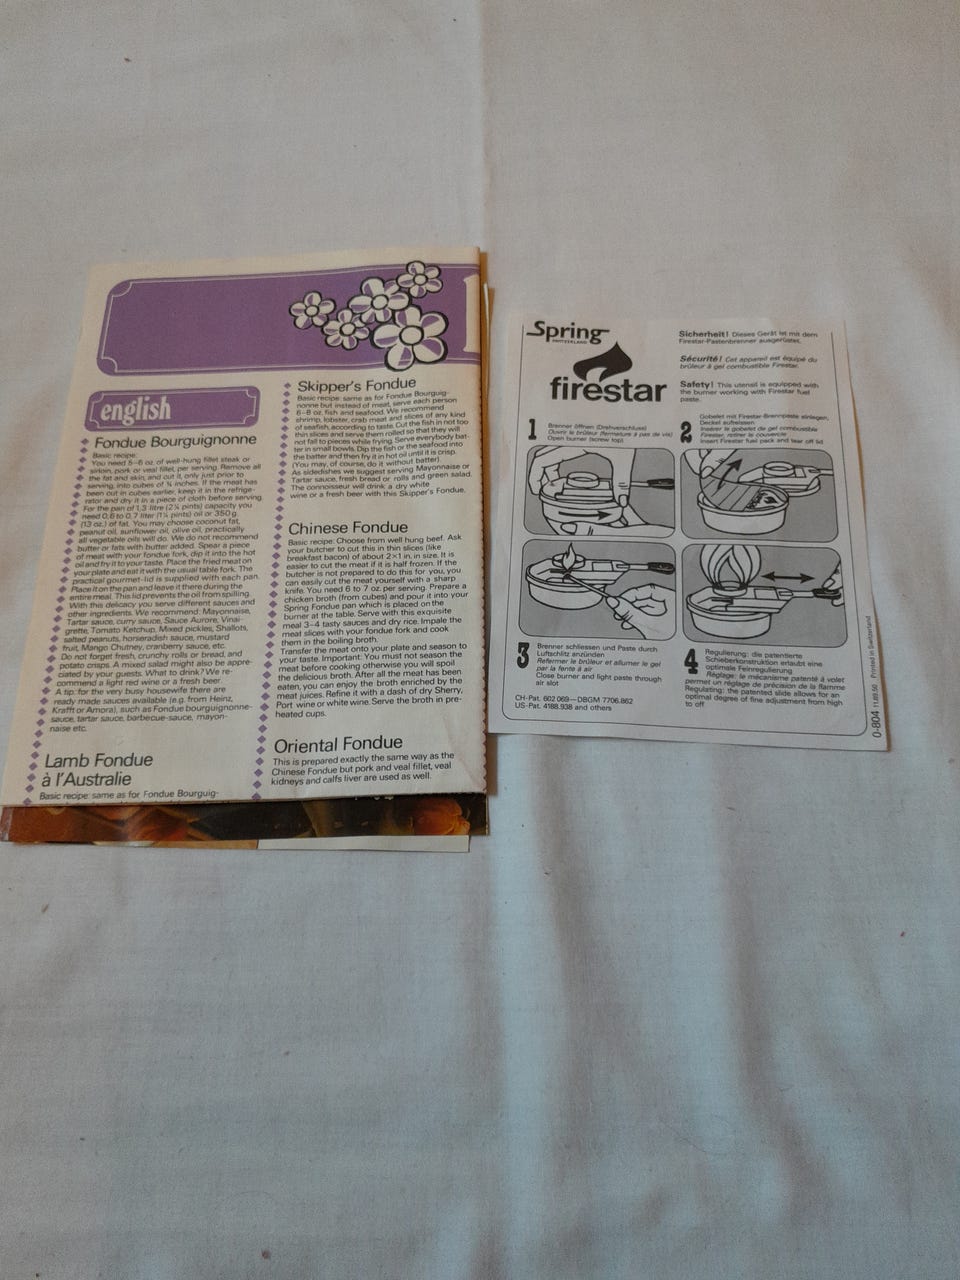 english
Fondue Bourguignonne
Basic recipe:
You need 5–6 oz. of well-hung fillet steak or
sirloin, pork or veal fillet, per serving. Remove all
the fat and skin, and cut it, only just prior to
serving, into cubes of ¾ inches. If the meat has
been cut in cubes earlier, keep it in the refrige-
rator and dry it in a piece of cloth before serving.
For the pan of 1,3 litre (2¼ pints) capacity you
need 0,6 to 0,7 liter (1¼ pints) oil or 350 g
(13 oz.) of fat. You may choose coconut fat,
peanut oil, sunflower oil, olive oil, practically
all vegetable oils will do. We do not recommend
butter or fats with butter added. Spear a piece
of meat with your fondue fork, dip it into the hot
oil and fry it to your taste. Place the fried meat on
your plate and eat it with the usual table fork. The
practical gourmet-lid is supplied with each pan.
Place it on the pan and leave it there during the
entire meal. This lid prevents the oil from spilling.
With this delicacy you serve different sauces and
other ingredients. We recommend: Mayonnaise,
Tartar sauce, curry sauce, Sauce Aurore, Vinai-
grette, Tomato Ketchup, Mixed pickles, Shallots,
salted peanuts, horseradish sauce, mustard
fruit, Mango Chutney, cranberry sauce, etc.
Do not forget fresh, crunchy rolls or bread, and
potato crisps. A mixed salad might also be appre-
ciated by your guests. What to drink? We re-
commend a light red wine or a fresh beer.
A tip: for the very busy housewife there are
ready made sauces available (e.g. from Heinz,
Krafft or Amora), such as Fondue bourguignonne-
sauce, tartar sauce, barbecue-sauce, mayon-
naise etc.
Lamb Fondue
à l'Australie
Basic recipe: same as for Fondue Bourguig-
Skipper's Fondue
Basic recipe: same as for Fondue Bourguig-
nonne but instead of meat, serve each person
6–8 oz. fish and seafood. We recommend
shrimp, lobster, crab meat and slices of any kind
of seafish, according to taste. Cut the fish in not too
thin slices and serve them rolled so that they will
not fall to pieces while frying. Serve everybody bat-
ter in small bowls. Dip the fish or the seafood into
the batter and then fry it in hot oil until it is crisp.
(You may, of course, do it without batter).
As sidedishes we suggest serving Mayonnaise or
Tartar sauce, fresh bread or rolls and green salad.
The connoisseur will drink a dry white
wine or a fresh beer with this Skipper's Fondue.
Chinese Fondue
Basic recipe: Choose from well hung beef. Ask
your butcher to cut this in thin slices (like
breakfast bacon) of about 2×1 in. in size. It is
easier to cut the meat if it is half frozen. If the
butcher is not prepared to do this for you, you
can easily cut the meat yourself with a sharp
knife. You need 6 to 7 oz. per serving. Prepare a
chicken broth (from cubes) and pour it into your
Spring Fondue pan which is placed on the
burner at the table. Serve with this exquisite
meal 3–4 tasty sauces and dry rice. Impale the
meat slices with your fondue fork and cook
them in the boiling broth.
Transfer the meat onto your plate and season to
your taste. Important: You must not season the
meat before cooking otherwise you will spoil
the delicious broth. After all the meat has been
eaten, you can enjoy the broth enriched by the
meat juices. Refine it with a dash of dry Sherry,
Port wine or white wine. Serve the broth in pre-
heated cups.
Oriental Fondue
This is prepared exactly the same way as the
Chinese Fondue but pork and veal fillet, veal
kidneys and calfs liver are used as well.
Spring
SWITZERLAND
firestar
Sicherheit! Dieses Gerät ist mit dem
Firestar-Pastenbrenner ausgerüstet.
Sécurité! Cet appareil est équipé du
brûleur à gel combustible Firestar.
Safety! This utensil is equipped with
the burner working with Firestar fuel
paste.
1 Brenner öffnen (Drehverschluss)
Ouvrir le brûleur (fermeture à pas de vis)
Open burner (screw top)
2 Gobelet mit Firestar-Brennpaste einlegen,
Deckel aufreissen
Insérer le gobelet de gel combustible
Firestar, retirer le couvercle
Insert Firestar fuel pack and tear off lid
3 Brenner schliessen und Paste durch
Luftschlitz anzünden
Refermer le brûleur et allumer le gel
par la fente à air
Close burner and light paste through
air slot
4 Regulierung: die patentierte
Schieberkonstruktion erlaubt eine
optimale Feinregulierung
Réglage: le mécanisme patenté à volet
permet un réglage de précision de la flamme
Regulating: the patented slide allows for an
optimal degree of fine adjustment from high
to off
CH-Pat. 602 069—DBGM 7706.862
US-Pat. 4188.938 and others
0-804 11.89.50 Printed in Switzerland